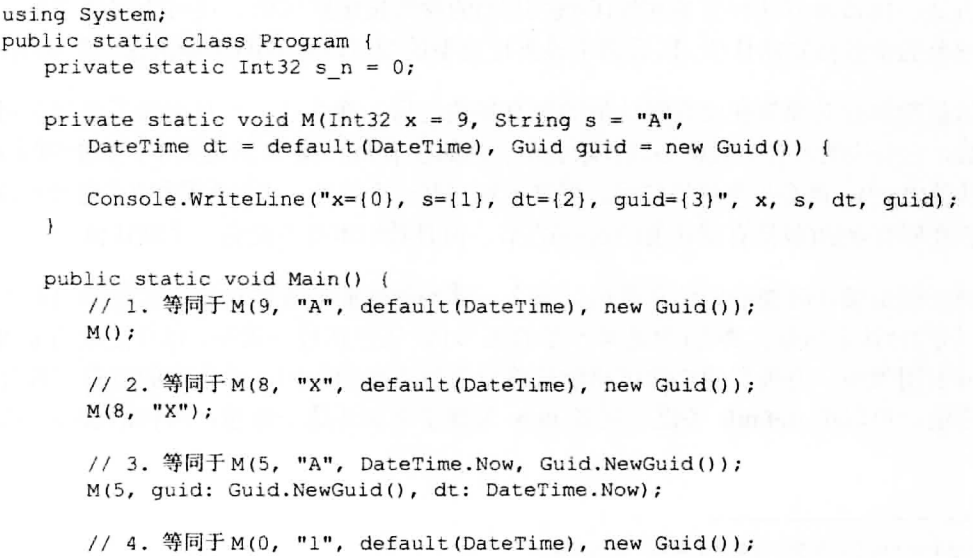 using System;
public static class Program {
private static Int32 s_n = 0;
private static void M(Int32 x = 9, String s = "A",
DateTime dt = default(DateTime), Guid guid = new Guid()) {
Console.WriteLine("x={0}, s={1}, dt={2}, guid={3}", x, s, dt, guid);
}
public static void Main() {
// 1. 等同于M(9, "A", default(DateTime), new Guid());
M();
// 2. 等同于M(8, "X", default(DateTime), new Guid());
M(8, "X");
// 3. 等同于M(5, "A", DateTime.Now, Guid.NewGuid());
M(5, guid: Guid.NewGuid(), dt: DateTime.Now);
// 4. 等同于M(0, "1", default(DateTime), new Guid());